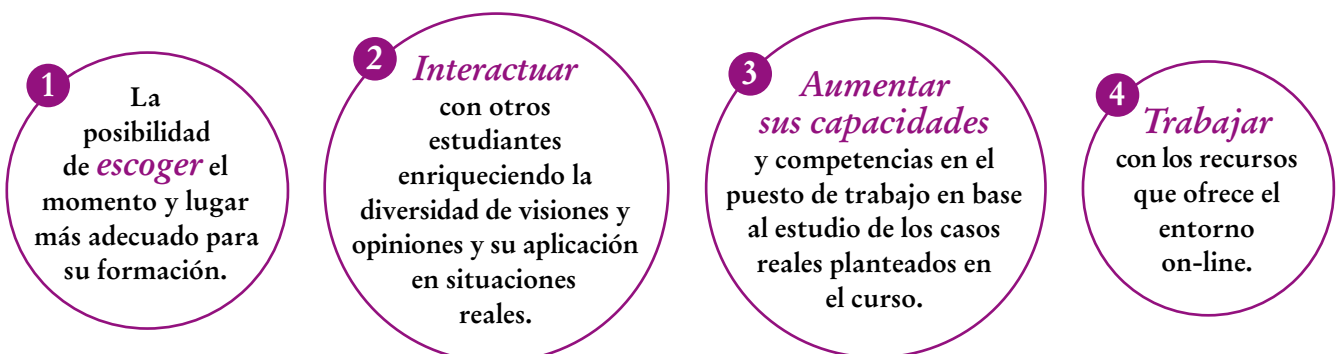 1
La
posibilidad
de escoger el
momento y lugar
más adecuado para
su formación.
2
Interactuar
con otros
estudiantes
enriqueciendo la
diversidad de visiones y
opiniones y su aplicación
en situaciones
reales.
3
Aumentar
sus capacidades
y competencias en el
puesto de trabajo en base
al estudio de los casos
reales planteados en
el curso.
4
Trabajar
con los recursos
que ofrece el
entorno
on-line.